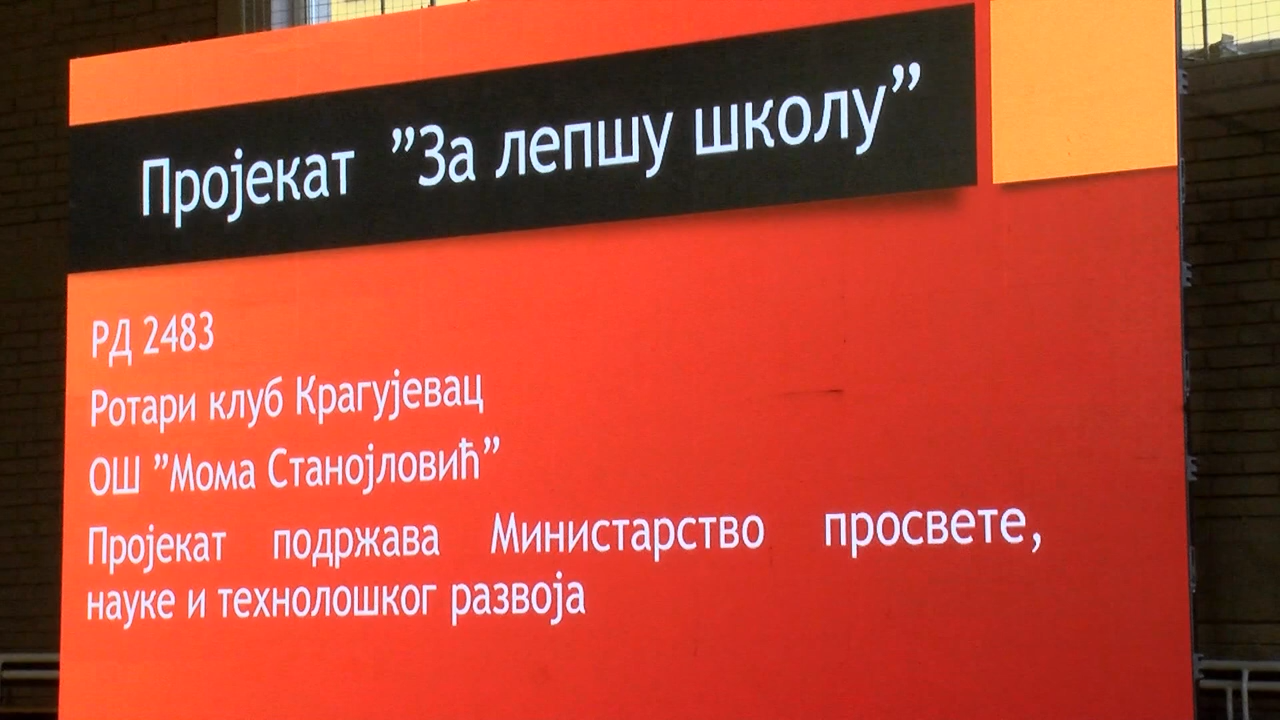 Пројекат ”За лепшу школу”
РД 2483
Ротари клуб Крагујевац
ОШ ”Мома Станојловић”
Пројекат подржава Министарство просвете,
науке и технолошког развоја